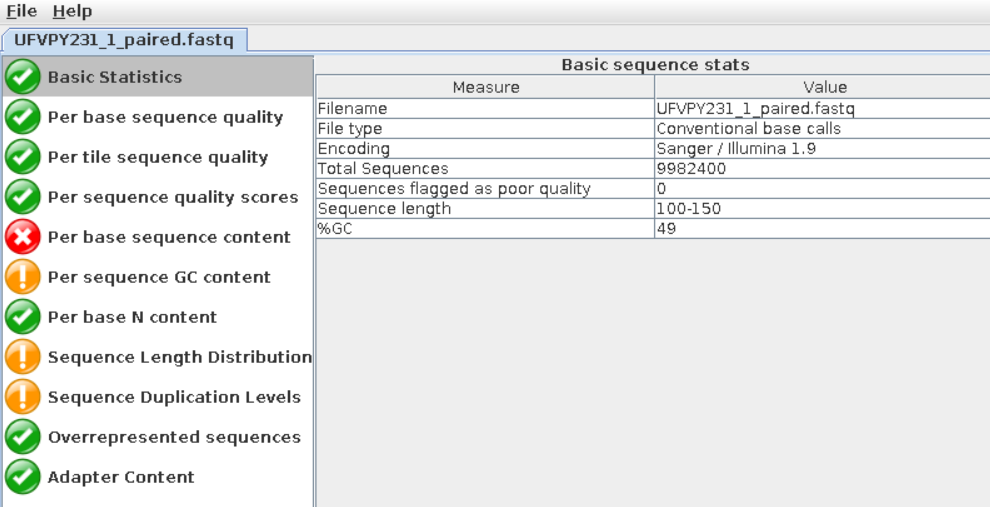 File Help
UFVPY231_1_paired.fastq
Basic Statistics
Per base sequence quality
Per tile sequence quality
Per sequence quality scores
Per base sequence content
Per sequence GC content
Per base N content
Sequence Length Distribution
Sequence Duplication Levels
Overrepresented sequences
Adapter Content
Basic sequence stats
Measure Value
Filename UFVPY231_1_paired.fastq
File type Conventional base calls
Encoding Sanger / Illumina 1.9
Total Sequences 9982400
Sequences flagged as poor quality 0
Sequence length 100-150
%GC 49